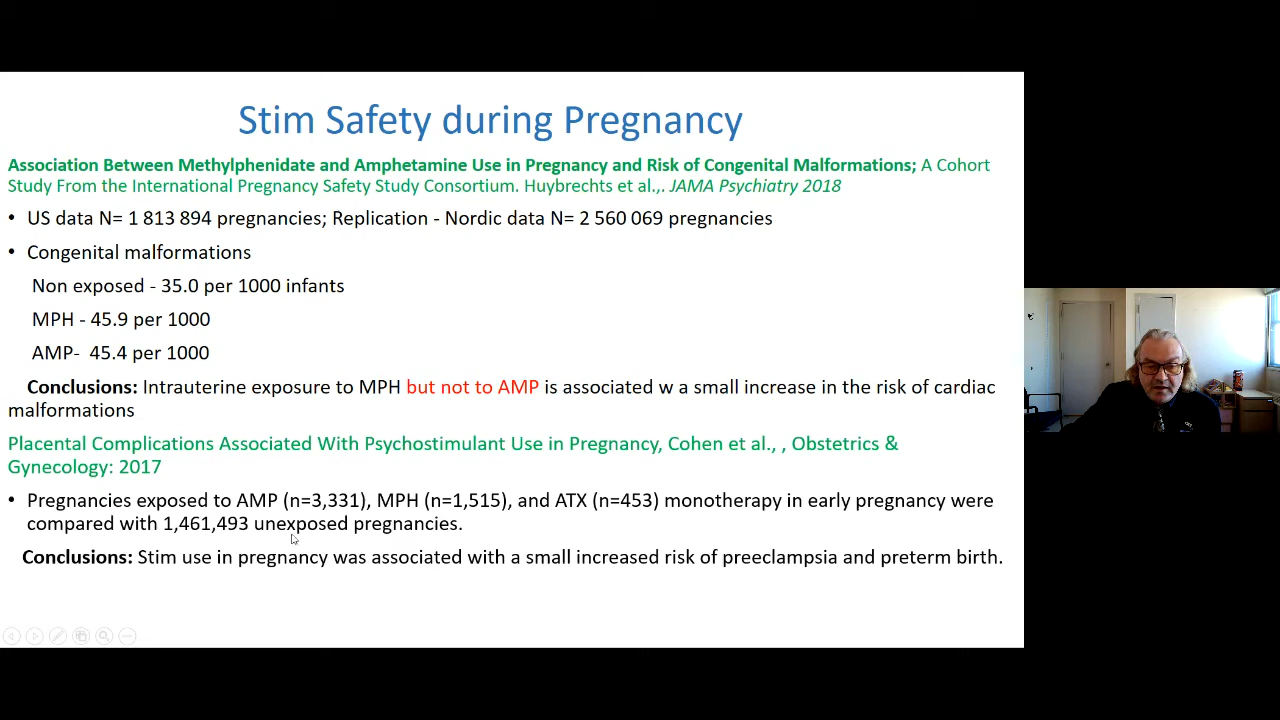 Stim Safety during Pregnancy
Association Between Methylphenidate and Amphetamine Use in Pregnancy and Risk of Congenital Malformations; A Cohort
Study From the International Pregnancy Safety Study Consortium. Huybrechts et al.,. JAMA Psychiatry 2018
• US data N= 1 813 894 pregnancies; Replication - Nordic data N= 2 560 069 pregnancies
• Congenital malformations
Non exposed - 35.0 per 1000 infants
MPH - 45.9 per 1000
AMP-  45.4 per 1000
Conclusions: Intrauterine exposure to MPH but not to AMP is associated w a small increase in the risk of cardiac
malformations
Placental Complications Associated With Psychostimulant Use in Pregnancy, Cohen et al., , Obstetrics &
Gynecology: 2017
• Pregnancies exposed to AMP (n=3,331), MPH (n=1,515), and ATX (n=453) monotherapy in early pregnancy were
compared with 1,461,493 unexposed pregnancies.
Conclusions: Stim use in pregnancy was associated with a small increased risk of preeclampsia and preterm birth.